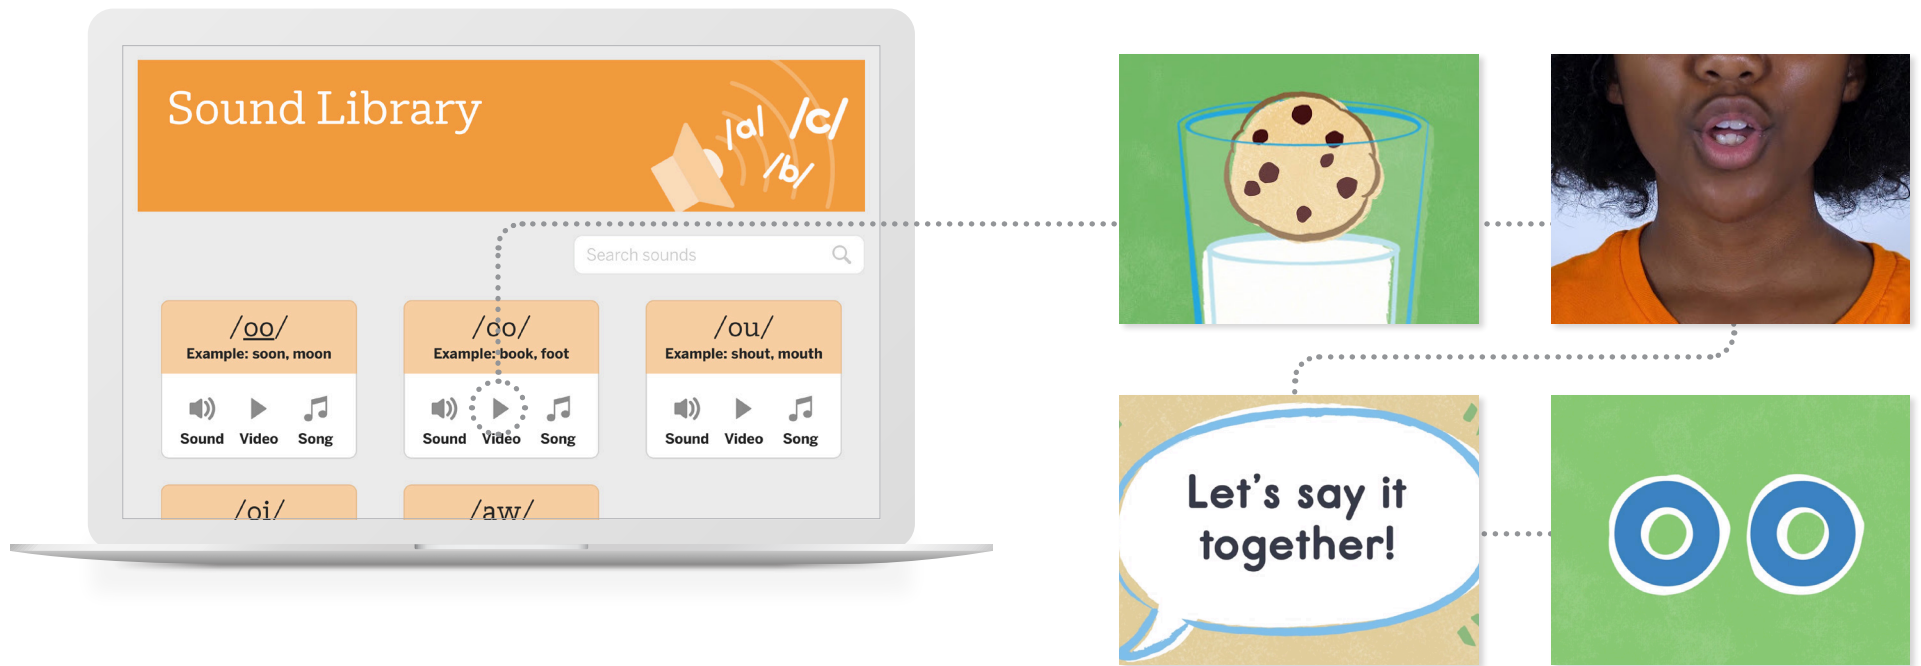 Sound Library
/a/ /c/
/b/
Search sounds
/oo/
Example: soon, moon
Sound Video Song
/oo/
Example: book, foot
Sound Video Song
/ou/
Example: shout, mouth
Sound Video Song
/oi/
/aw/
Let's say it
together!
oo